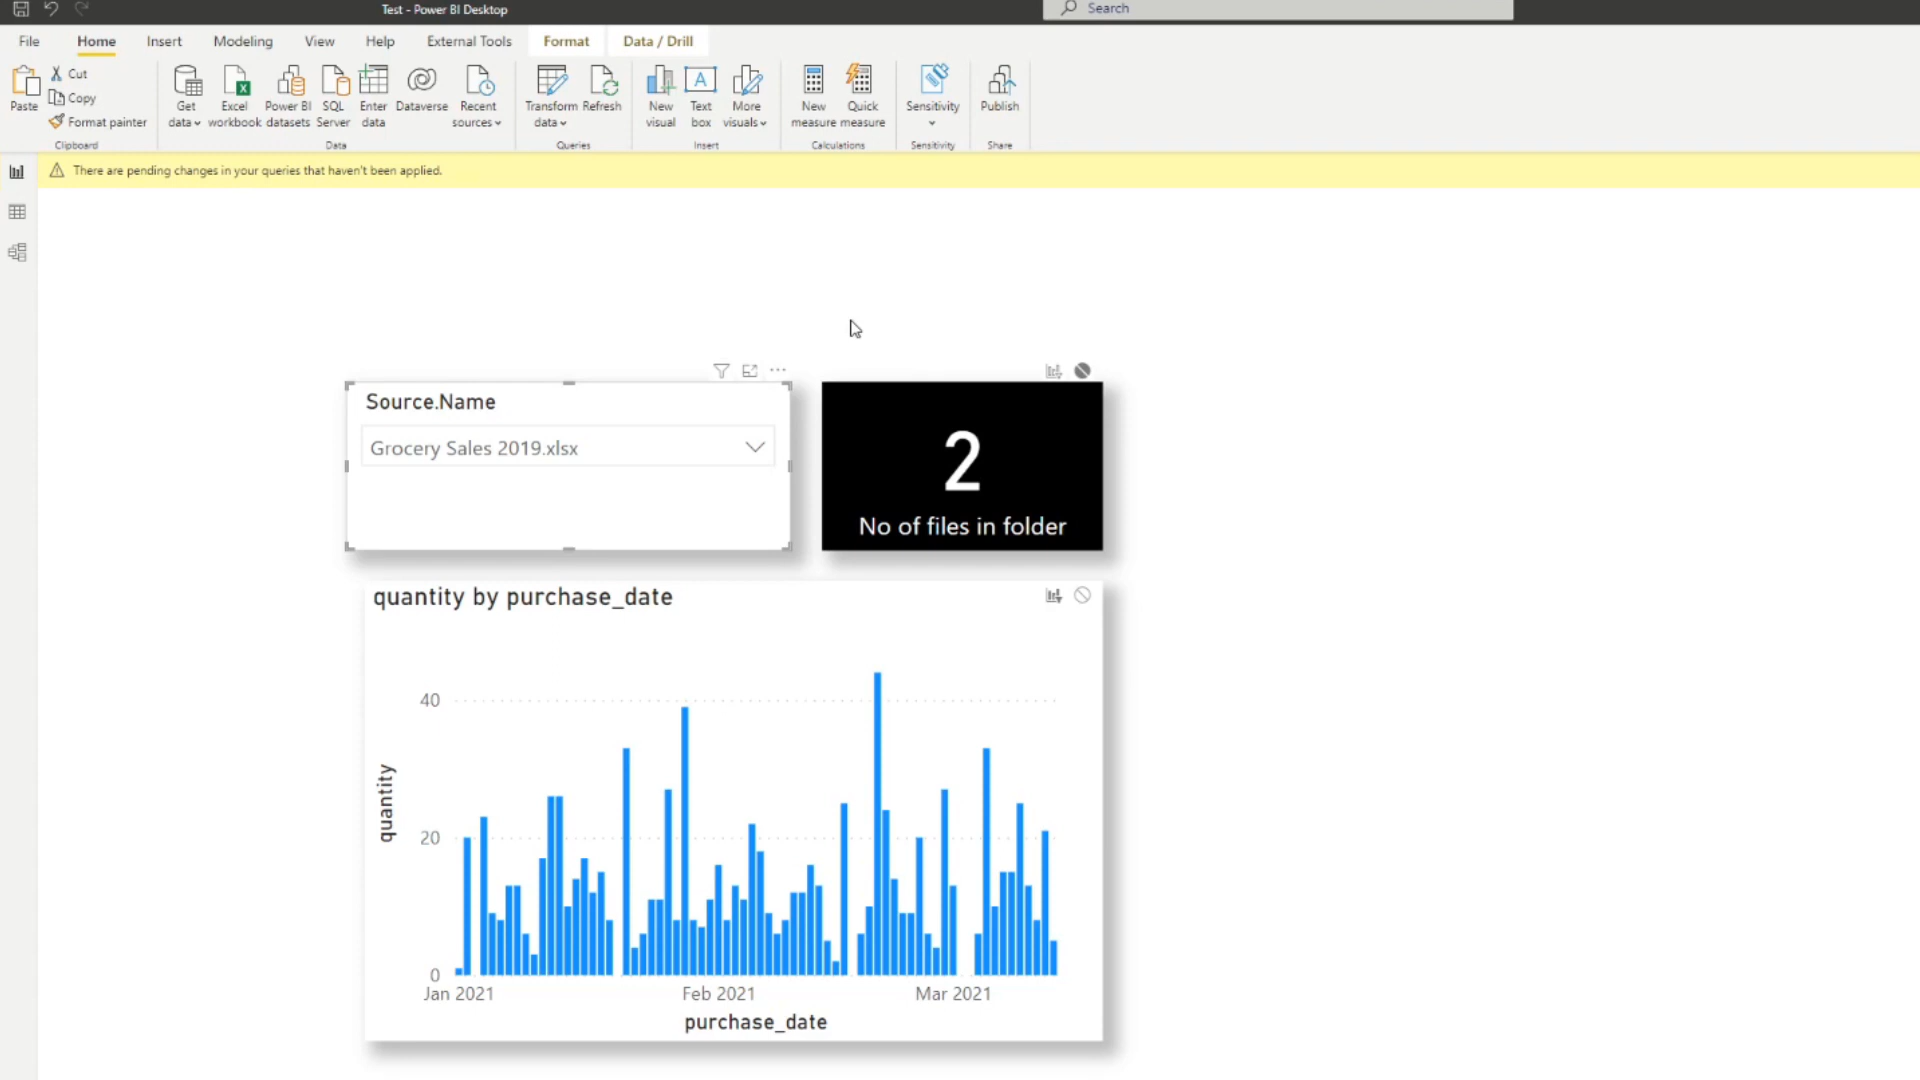 Test - Power BI Desktop
Search
File Home Insert Modeling View Help External Tools Format Data / Drill
Paste
Cut
Copy
Format painter
Clipboard
Get data
Excel workbook
Power BI datasets
SQL Server
Enter data
Dataverse
Recent sources
Data
Transform data
Refresh
Queries
New visual
A
Text box
More visuals
Insert
New measure
Quick measure
Calculations
Sensitivity
Sensitivity
Publish
Share
There are pending changes in your queries that haven't been applied.
Source.Name
Grocery Sales 2019.xlsx
2
No of files in folder
quantity by purchase_date
quantity
40
20
0
Jan 2021 Feb 2021 Mar 2021
purchase_date